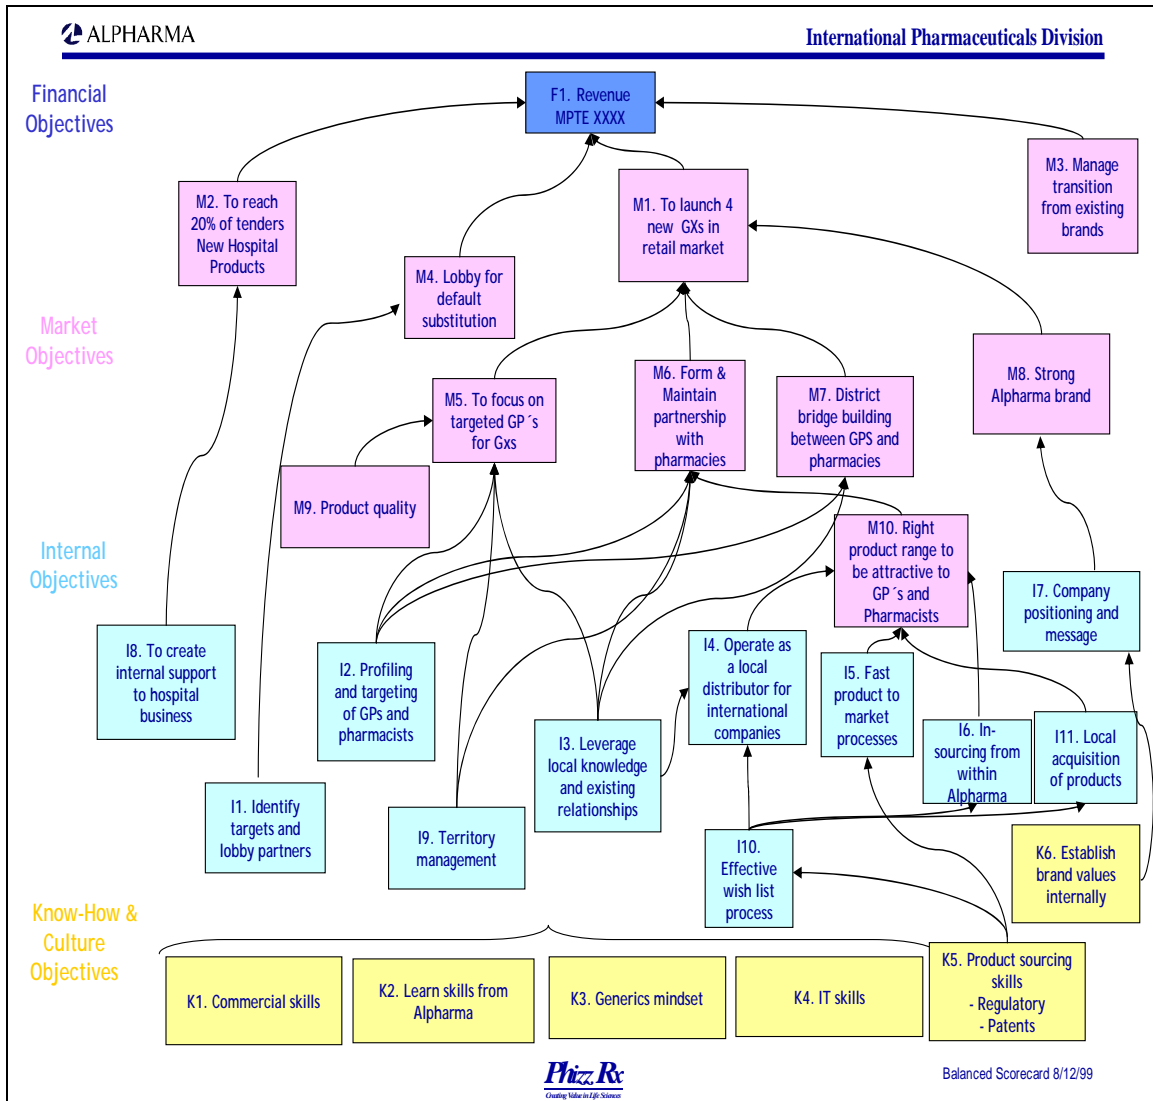 ALPHARMA
International Pharmaceuticals Division
Financial
Objectives
F1. Revenue
MPTE XXXX
M3. Manage
transition
from existing
brands
M2. To reach
20% of tenders
New Hospital
Products
M1. To launch 4
new GXs in
retail market
M4. Lobby for
default
substitution
Market
Objectives
M5. To focus on
targeted GP´s
for Gxs
M6. Form &
Maintain
partnership
with
pharmacies
M7. District
bridge building
between GPS and
pharmacies
M8. Strong
Alpharma brand
M9. Product quality
M10. Right
product range to
be attractive to
GP´s and
Pharmacists
Internal
Objectives
I7. Company
positioning and
message
I8. To create
internal support
to hospital
business
I2. Profiling
and targeting
of GPs and
pharmacists
I4. Operate as
a local
distributor for
international
companies
I5. Fast
product to
market
processes
I3. Leverage
local knowledge
and existing
relationships
I6. In-
sourcing from
within
Alpharma
I11. Local
acquisition
of products
I1. Identify
targets and
lobby partners
I9. Territory
management
I10.
Effective
wish list
process
K6. Establish
brand values
internally
Know-How &
Culture
Objectives
K1. Commercial skills
K2. Learn skills from
Alpharma
K3. Generics mindset
K4. IT skills
K5. Product sourcing
skills
- Regulatory
- Patents
Phizz Rx
Creating Value in Life Sciences
Balanced Scorecard 8/12/99